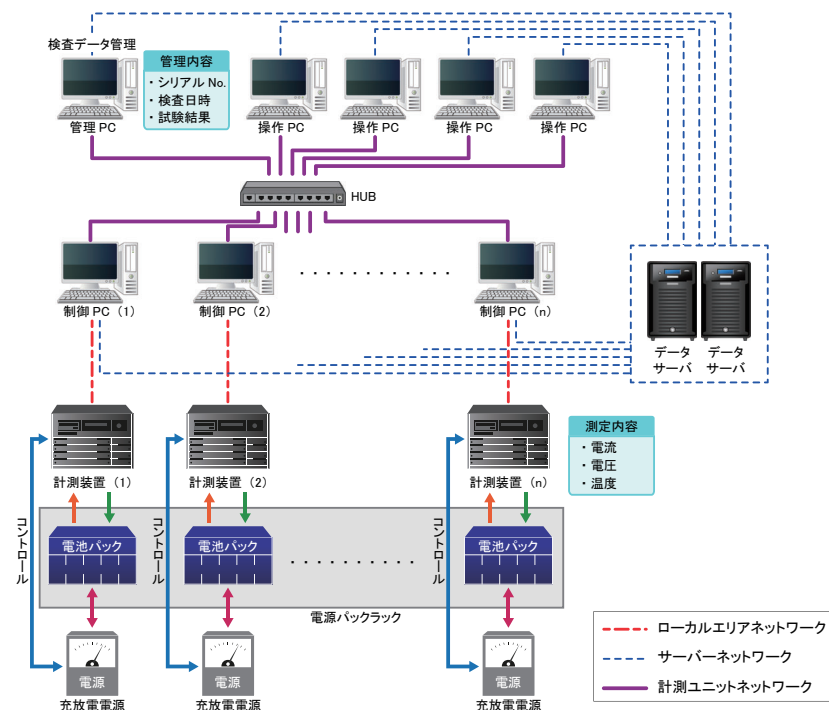 検査データ管理
管理内容
・シリアル No.
・検査日時
・試験結果
管理 PC
操作 PC
操作 PC
操作 PC
操作 PC
HUB
制御 PC（1）
制御 PC（2）
・・・・・・・・・・・・
制御 PC（n）
データ
サーバ
データ
サーバ
測定内容
・電流
・電圧
・温度
計測装置（1）
計測装置（2）
計測装置（n）
コントロール
コントロール
コントロール
電池パック
電池パック
・・・・・・・・・・
電池パック
電源パックラック
電源
電源
電源
充放電電源
充放電電源
充放電電源
ローカルエリアネットワーク
サーバーネットワーク
計測ユニットネットワーク